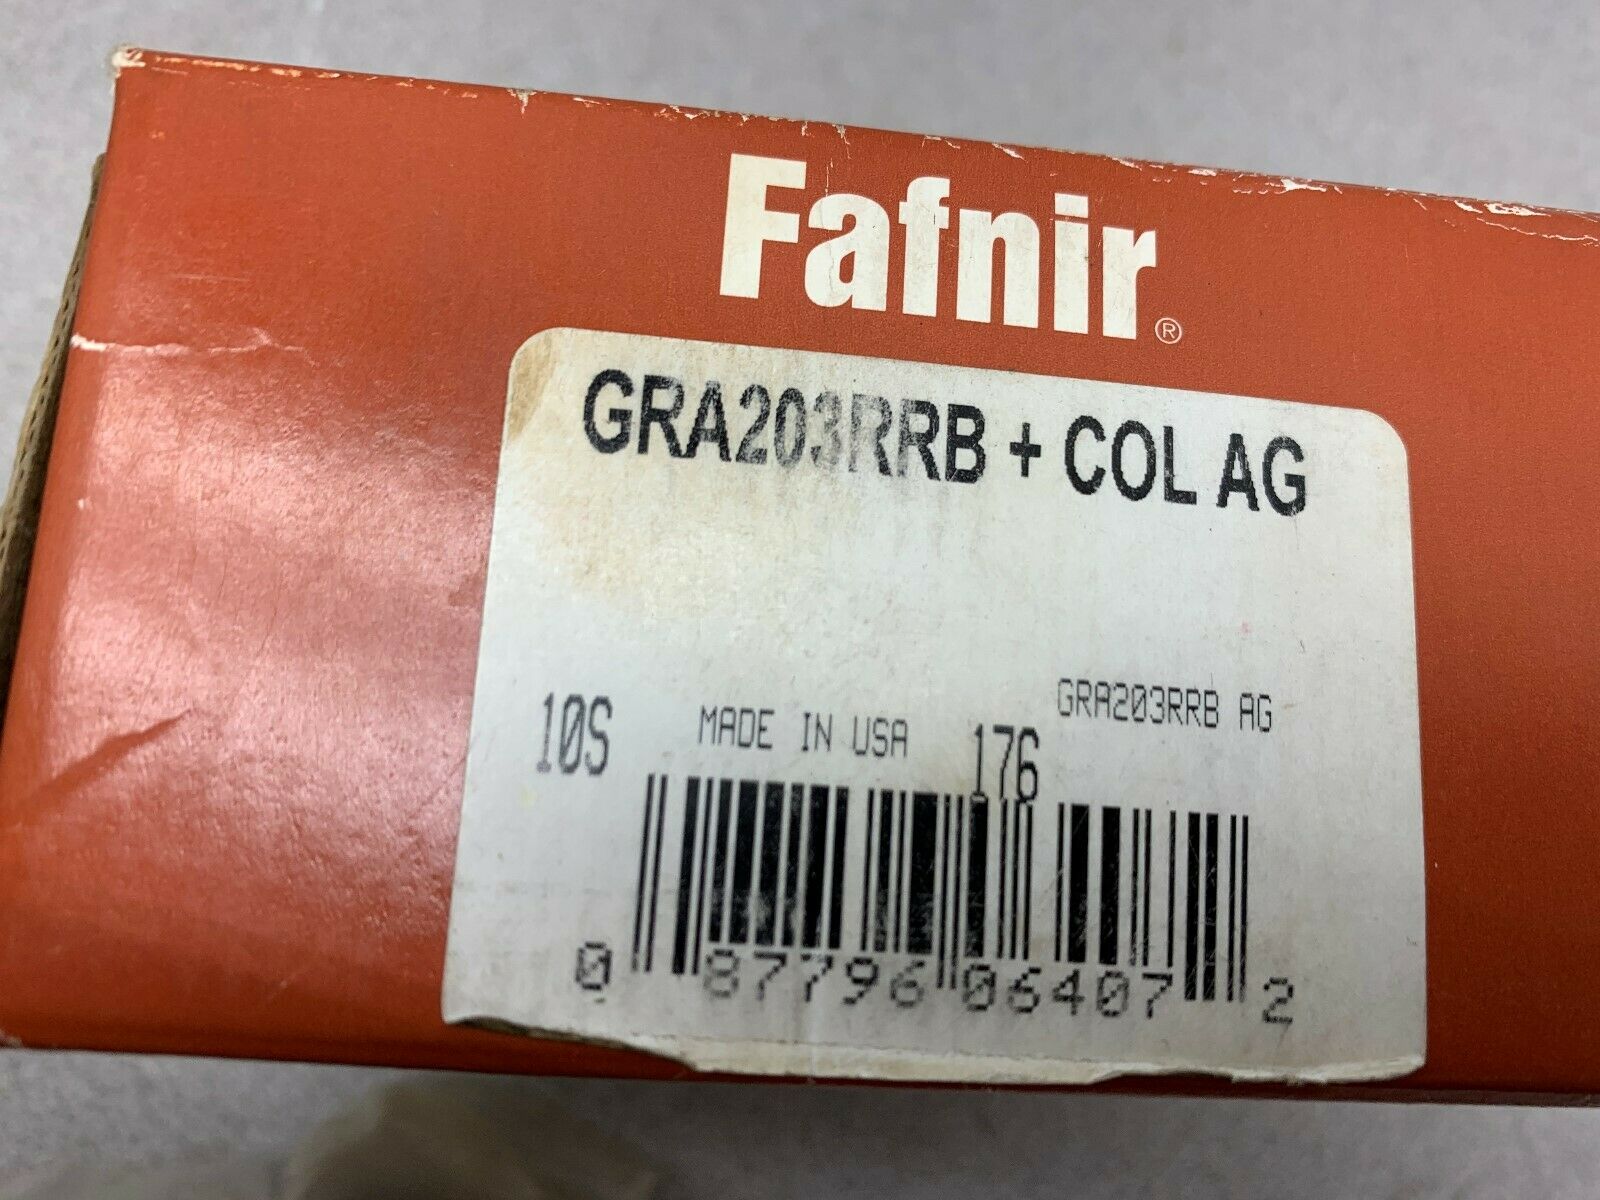 Fafnir®
GRA203RRB + COL AG
10S MADE IN USA 176 GRA203RRB AG
0 87796 06407 2